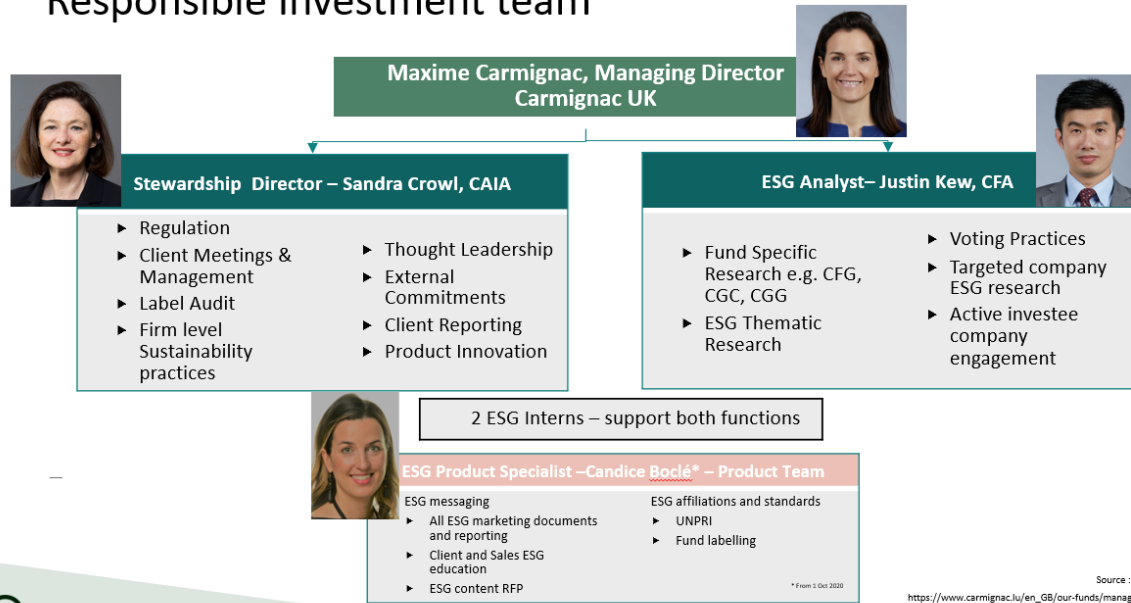 Responsible Investment team
Maxime Carmignac, Managing Director
Carmignac UK
Stewardship  Director – Sandra Crowl, CAIA
Regulation
Client Meetings &
Management
Label Audit
Firm level
Sustainability
practices
Thought Leadership
External
Commitments
Client Reporting
Product Innovation
ESG Analyst– Justin Kew, CFA
Fund Specific
Research e.g. CFG,
CGC, CGG
ESG Thematic
Research
Voting Practices
Targeted company
ESG research
Active investee
company
engagement
2 ESG Interns – support both functions
ESG Product Specialist –Candice Boclé* – Product Team
ESG messaging
All ESG marketing documents
and reporting
Client and Sales ESG
education
ESG content RFP
ESG affiliations and standards
UNPRI
Fund labelling
* From 1 Oct 2020
Source :
https://www.carmignac.lu/en_GB/our-funds/manag